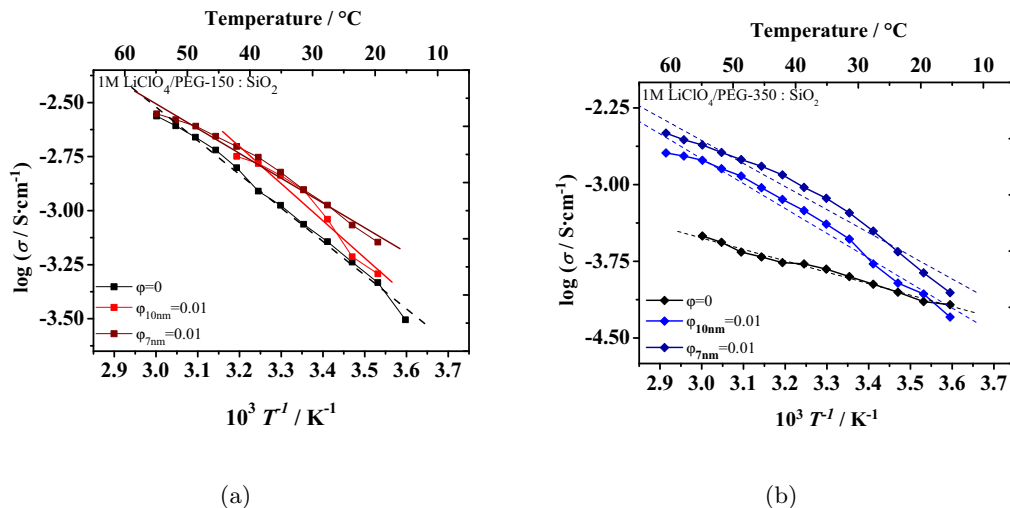 Temperature / °C
60 50 40 30 20 10
1M LiClO4/PEG-150 : SiO2
-2.50
-2.75
-3.00
-3.25
-3.50
log (σ / S·cm-1)
φ=0
φ10nm=0.01
φ7nm=0.01
2.9 3.0 3.1 3.2 3.3 3.4 3.5 3.6 3.7
10³ T-1 / K-1
(a)
Temperature / °C
60 50 40 30 20 10
1M LiClO4/PEG-350 : SiO2
-2.25
-3.00
-3.75
-4.50
log (σ / S·cm-1)
φ=0
φ10nm=0.01
φ7nm=0.01
2.9 3.0 3.1 3.2 3.3 3.4 3.5 3.6 3.7
10³ T-1 / K-1
(b)